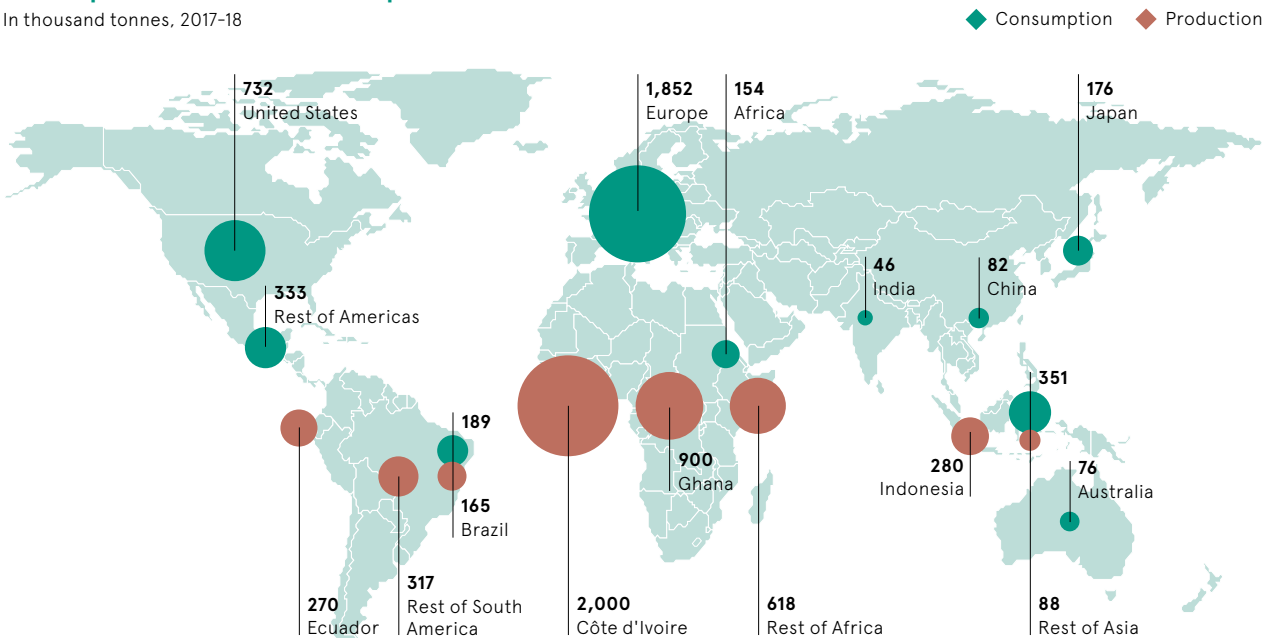 In thousand tonnes, 2017-18
Consumption
Production
732
United States
1,852
Europe
154
Africa
176
Japan
46
India
82
China
333
Rest of Americas
351
189
900
Ghana
280
Indonesia
76
Australia
165
Brazil
317
Rest of South
America
270
Ecuador
2,000
Côte d'Ivoire
618
Rest of Africa
88
Rest of Asia